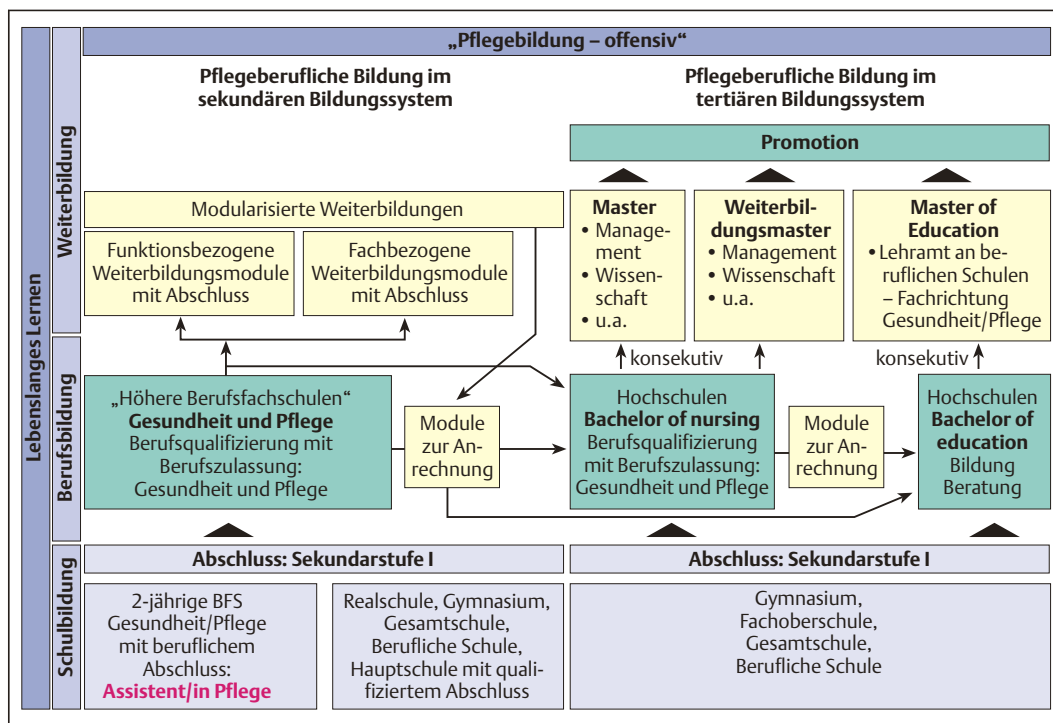 „Pflegebildung – offensiv“
Lebenslanges Lernen
Weiterbildung
Berufsbildung
Schulbildung
Pflegeberufliche Bildung im
sekundären Bildungssystem
Pflegeberufliche Bildung im
tertiären Bildungssystem
Promotion
Modularisierte Weiterbildungen
Funktionsbezogene
Weiterbildungsmodule
mit Abschluss
Fachbezogene
Weiterbildungsmodule
mit Abschluss
Master
• Manage-
ment
• Wissen-
schaft
• u.a.
Weiterbil-
dungsmaster
• Management
• Wissenschaft
• u.a.
Master of
Education
• Lehramt an be-
ruflichen Schulen
– Fachrichtung
Gesundheit/Pflege
konsekutiv
konsekutiv
„Höhere Berufsfachschulen“
Gesundheit und Pflege
Berufsqualifizierung mit
Berufszulassung:
Gesundheit und Pflege
Module
zur An-
rechnung
Hochschulen
Bachelor of nursing
Berufsqualifizierung
mit Berufszulassung:
Gesundheit und Pflege
Module
zur An-
rechnung
Hochschulen
Bachelor of
education
Bildung
Beratung
Abschluss: Sekundarstufe I
Abschluss: Sekundarstufe I
2-jährige BFS
Gesundheit/Pflege
mit beruflichem
Abschluss:
Assistent/in Pflege
Realschule, Gymnasium,
Gesamtschule,
Berufliche Schule,
Hauptschule mit quali-
fiziertem Abschluss
Gymnasium,
Fachoberschule,
Gesamtschule,
Berufliche Schule